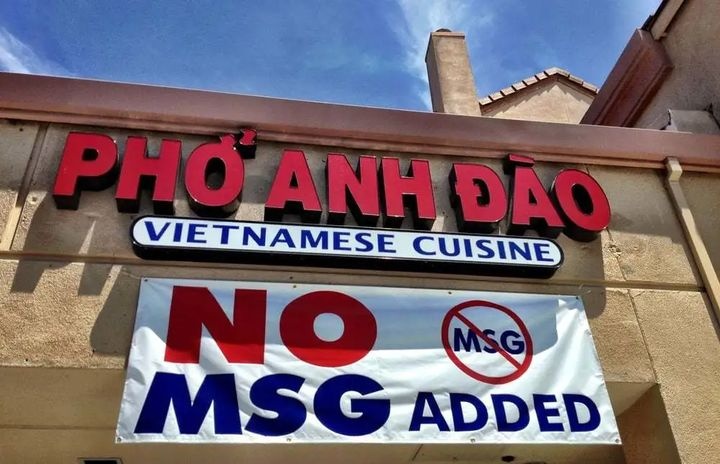 PHỞ ANH ĐÀO
VIETNAMESE CUISINE
NO
MSG
MSG ADDED